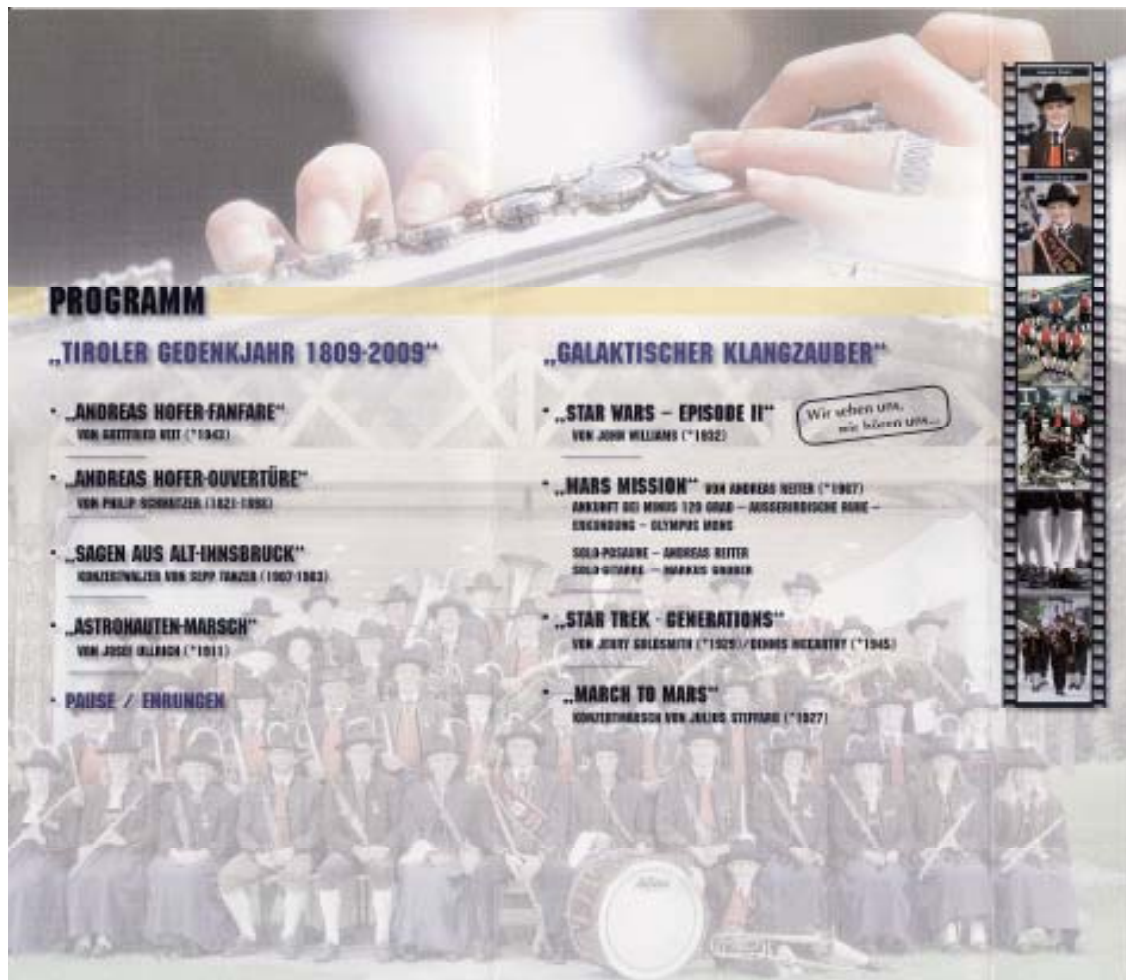 PROGRAMM
„TIROLER GEDENKJAHR 1809-2009“
• „ANDREAS HOFER-FANFARE“
VON GOTTFRIED VEIT (*1943)
• „ANDREAS HOFER-OUVERTÜRE“
VON PHILIP (1821-1898)
• „SAGEN AUS ALT-INNSBRUCK“
KONZERTWALZER VON SEPP TANZER (1907-1983)
• „ASTRONAUTEN-MARSCH“
VON JOSEF ULLRICH (*1911)
• PAUSE / EHRUNGEN
„GALAKTISCHER KLANGZAUBER“
• „STAR WARS – EPISODE II“
VON JOHN WILLIAMS (*1932)
Wir sehen uns,
wir hören uns...
• „MARS MISSION“ VON ANDREAS REITER (*1967)
ANKUNFT BEI MINUS 120 GRAD – AUSSERIRDISCHE RUHE –
ERKUNDUNG – OLYMPUS MONS
SOLO-POSAUNE – ANDREAS REITER
SOLO-GITARRE – MARKUS GRUBER
• „STAR TREK - GENERATIONS“
VON JERRY GOLDSMITH (*1929)/DENNIS MCCARTHY (*1945)
• „MARCH TO MARS“
KONZERTMARSCH VON JULIUS STEFFARO (*1927)